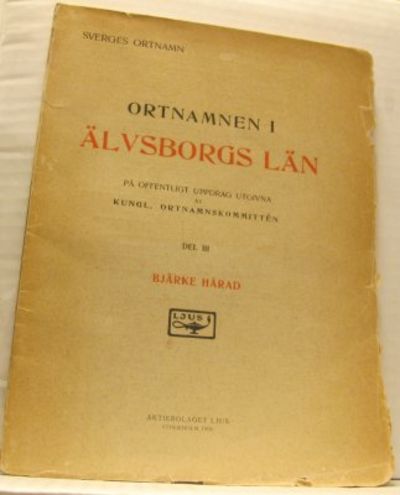 SVERGES ORTNAMN
ORTNAMNEN I
ÄLVSBORGS LÄN
PÅ OFFENTLIGT UPPDRAG UTGIVNA
AV
KUNGL. ORTNAMNSKOMMITTÉN
DEL III
BJÄRKE HÄRAD
LJUS
AKTIEBOLAGET LJUS
STOCKHOLM